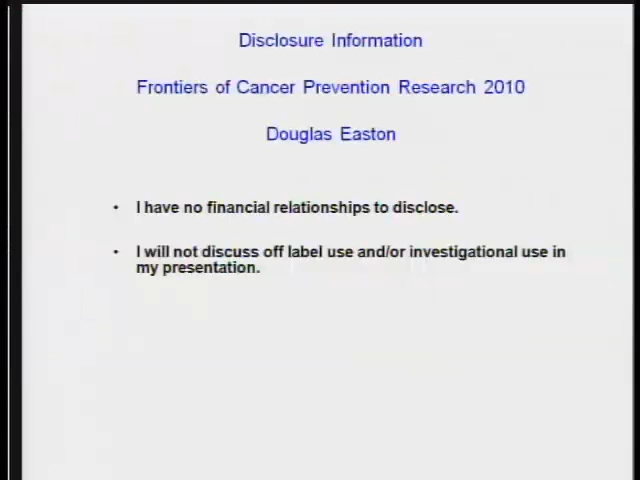 Disclosure Information
Frontiers of Cancer Prevention Research 2010
Douglas Easton
• I have no financial relationships to disclose.
• I will not discuss off label use and/or investigational use in
my presentation.